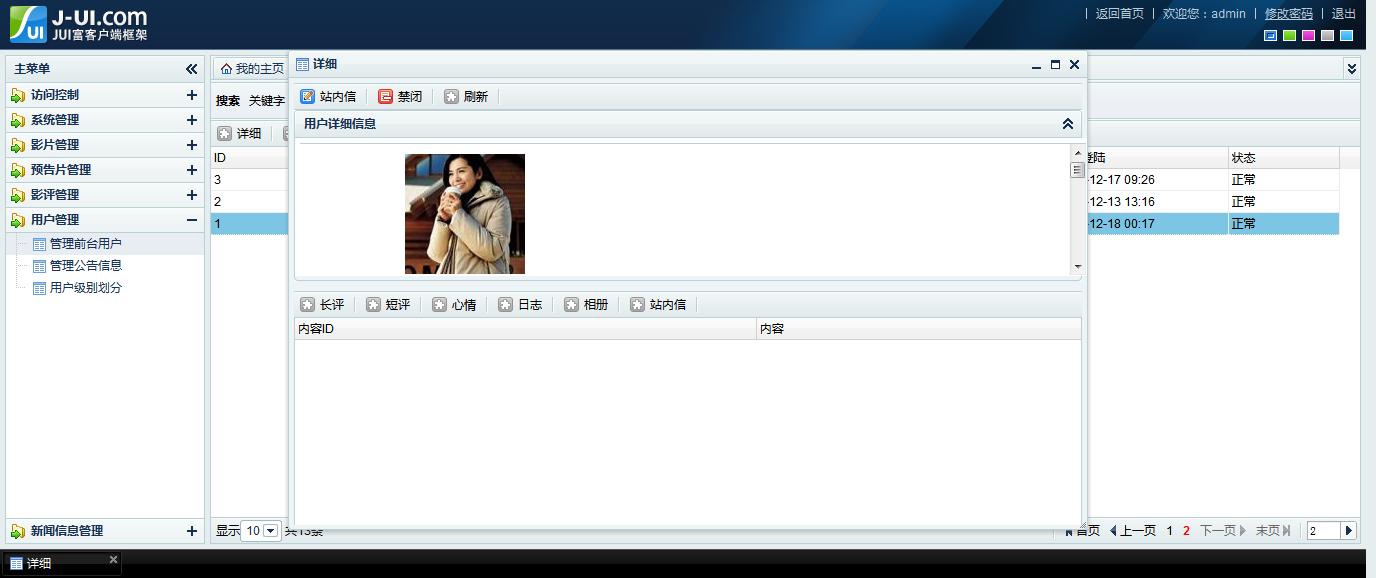 J-UI.com
JUI富客户端框架
返回首页 | 欢迎您：admin | 修改密码 | 退出
主菜单
访问控制
系统管理
影片管理
预告片管理
影评管理
用户管理
管理前台用户
管理公告信息
用户级别划分
新闻信息管理
我的主页
搜索 关键字
详细
ID
3
2
1
详细
站内信 禁闭 刷新
用户详细信息
长评 短评 心情 日志 相册 站内信
内容ID 内容
登陆 状态
-12-17 09:26 正常
-12-13 13:16 正常
-12-18 00:17 正常
显示 10 共13条
首页 上一页 1 2 下一页 末页 2
详细